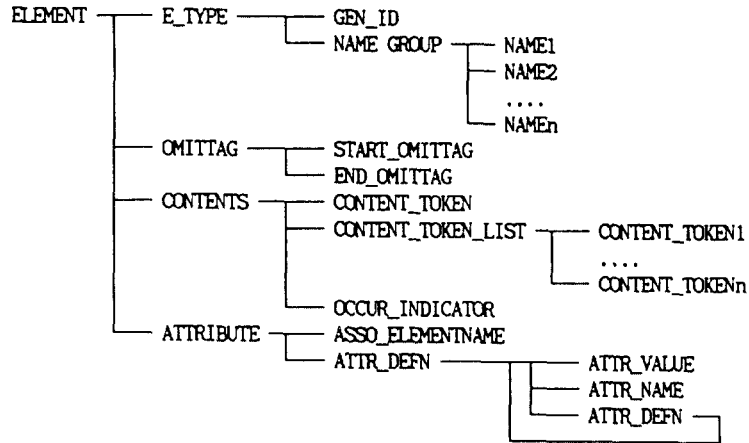 ELEMENT E_TYPE GEN_ID
NAME GROUP NAME1
NAME2
....
NAMEn
OMITTAG START_OMITTAG
END_OMITTAG
CONTENTS CONTENT_TOKEN
CONTENT_TOKEN_LIST CONTENT_TOKEN1
....
CONTENT_TOKENn
OCCUR_INDICATOR
ATTRIBUTE ASSO_ELEMENTNAME
ATTR_DEFN ATTR_VALUE
ATTR_NAME
ATTR_DEFN